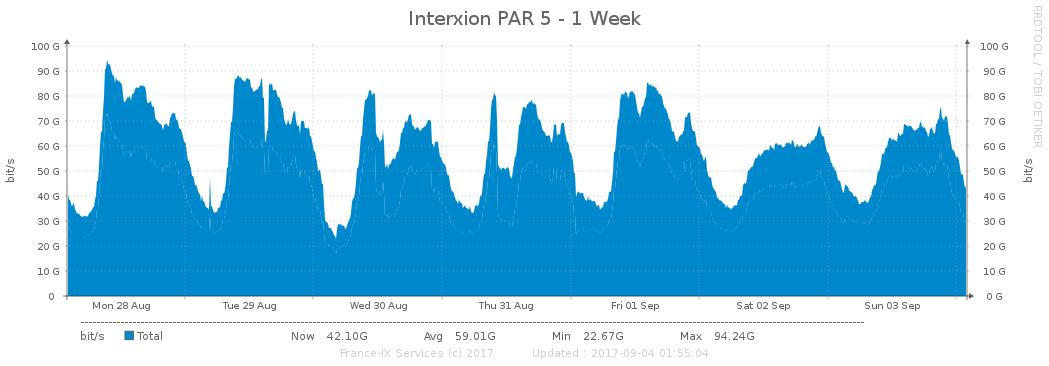 Interxion PAR 5 - 1 Week
RRDTOOL / TOBI OETIKER
bit/s
100 G
90 G
80 G
70 G
60 G
50 G
40 G
30 G
20 G
10 G
0
100 G
90 G
80 G
70 G
60 G
50 G
40 G
30 G
20 G
10 G
0 G
bit/s
Mon 28 Aug Tue 29 Aug Wed 30 Aug Thu 31 Aug Fri 01 Sep Sat 02 Sep Sun 03 Sep
bit/s Total Now 42.10G Avg 59.01G Min 22.67G Max 94.24G
France-IX Services (c) 2017 Updated : 2017-09-04 01:55:04